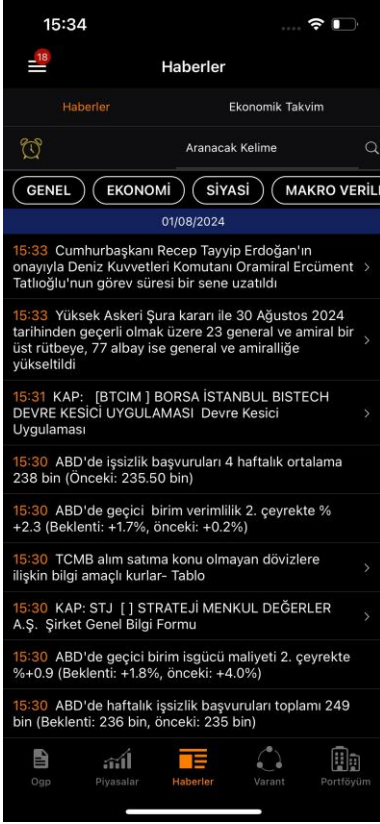 15:34
18
Haberler
Haberler
Ekonomik Takvim
Aranacak Kelime
GENEL
EKONOMİ
SİYASİ
MAKRO VERİLE
01/08/2024
15:33 Cumhurbaşkanı Recep Tayyip Erdoğan'ın
onayıyla Deniz Kuvvetleri Komutanı Oramiral Ercüment
Tatlıoğlu'nun görev süresi bir sene uzatıldı
15:33 Yüksek Askeri Şura kararı ile 30 Ağustos 2024
tarihinden geçerli olmak üzere 23 general ve amiral bir
üst rütbeye, 77 albay ise general ve amiralliğe
yükseltildi
15:31 KAP: [BTCIM ] BORSA İSTANBUL BISTECH
DEVRE KESİCİ UYGULAMASI Devre Kesici
Uygulaması
15:30 ABD'de işsizlik başvuruları 4 haftalık ortalama
238 bin (Önceki: 235.50 bin)
15:30 ABD'de geçici birim verimlilik 2. çeyrekte %
+2.3 (Beklenti: +1.7%, önceki: +0.2%)
15:30 TCMB alım satıma konu olmayan dövizlere
ilişkin bilgi amaçlı kurlar- Tablo
15:30 KAP: STJ [ ] STRATEJİ MENKUL DEĞERLER
A.Ş. Şirket Genel Bilgi Formu
15:30 ABD'de geçici birim isgücü maliyeti 2. çeyrekte
%+0.9 (Beklenti: +1.8%, önceki: +4.0%)
15:30 ABD'de haftalık işsizlik başvuruları toplamı 249
bin (Beklenti: 236 bin, önceki: 235 bin)
Ogp
Piyasalar
Haberler
Varant
Portföyüm